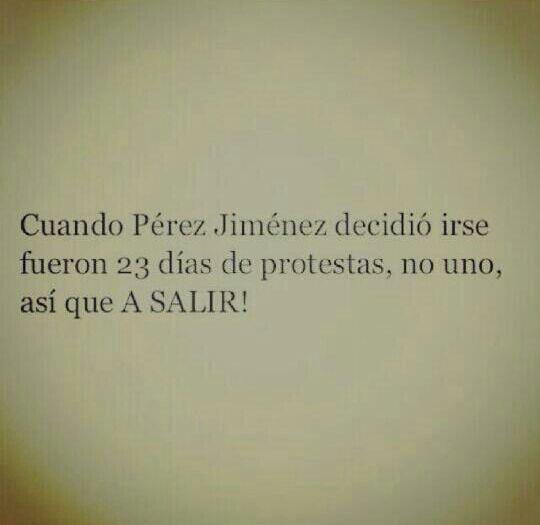 Cuando Pérez Jiménez decidió irse
fueron 23 días de protestas, no uno,
así que A SALIR!